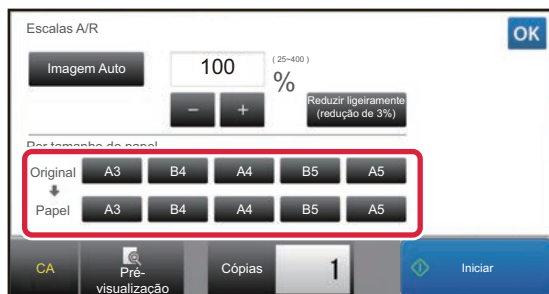 Escalas A/R
OK
Imagem Auto
100
( 25~400 )
%
−
+
Reduzir ligeiramente
(redução de 3%)
Por tamanho do papel
Original
A3
B4
A4
B5
A5
Papel
A3
B4
A4
B5
A5
CA
Pré-
visualização
Cópias
1
Iniciar